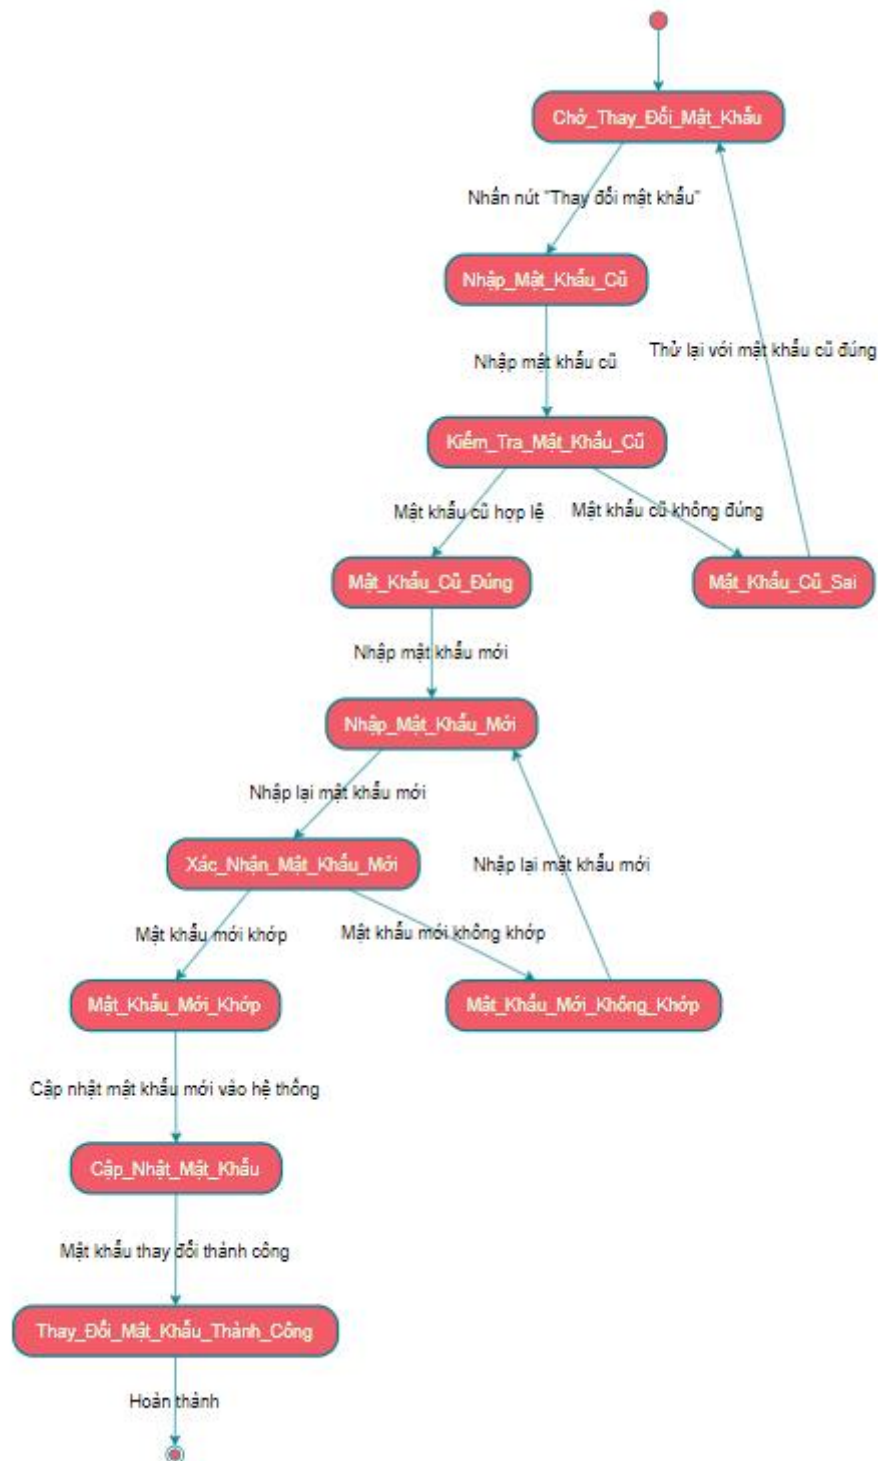 Chờ_Thay_Đổi_Mật_Khẩu
Nhấn nút "Thay đổi mật khẩu"
Nhập_Mật_Khẩu_Cũ
Thử lại với mật khẩu cũ đúng
Nhập mật khẩu cũ
Kiểm_Tra_Mật_Khẩu_Cũ
Mật khẩu cũ hợp lệ
Mật khẩu cũ không đúng
Mật_Khẩu_Cũ_Đúng
Mật_Khẩu_Cũ_Sai
Nhập mật khẩu mới
Nhập_Mật_Khẩu_Mới
Nhập lại mật khẩu mới
Xác_Nhận_Mật_Khẩu_Mới
Nhập lại mật khẩu mới
Mật khẩu mới khớp
Mật khẩu mới không khớp
Mật_Khẩu_Mới_Khớp
Mật_Khẩu_Mới_Không_Khớp
Cập nhật mật khẩu mới vào hệ thống
Cập_Nhật_Mật_Khẩu
Mật khẩu thay đổi thành công
Thay_Đổi_Mật_Khẩu_Thành_Công
Hoàn thành